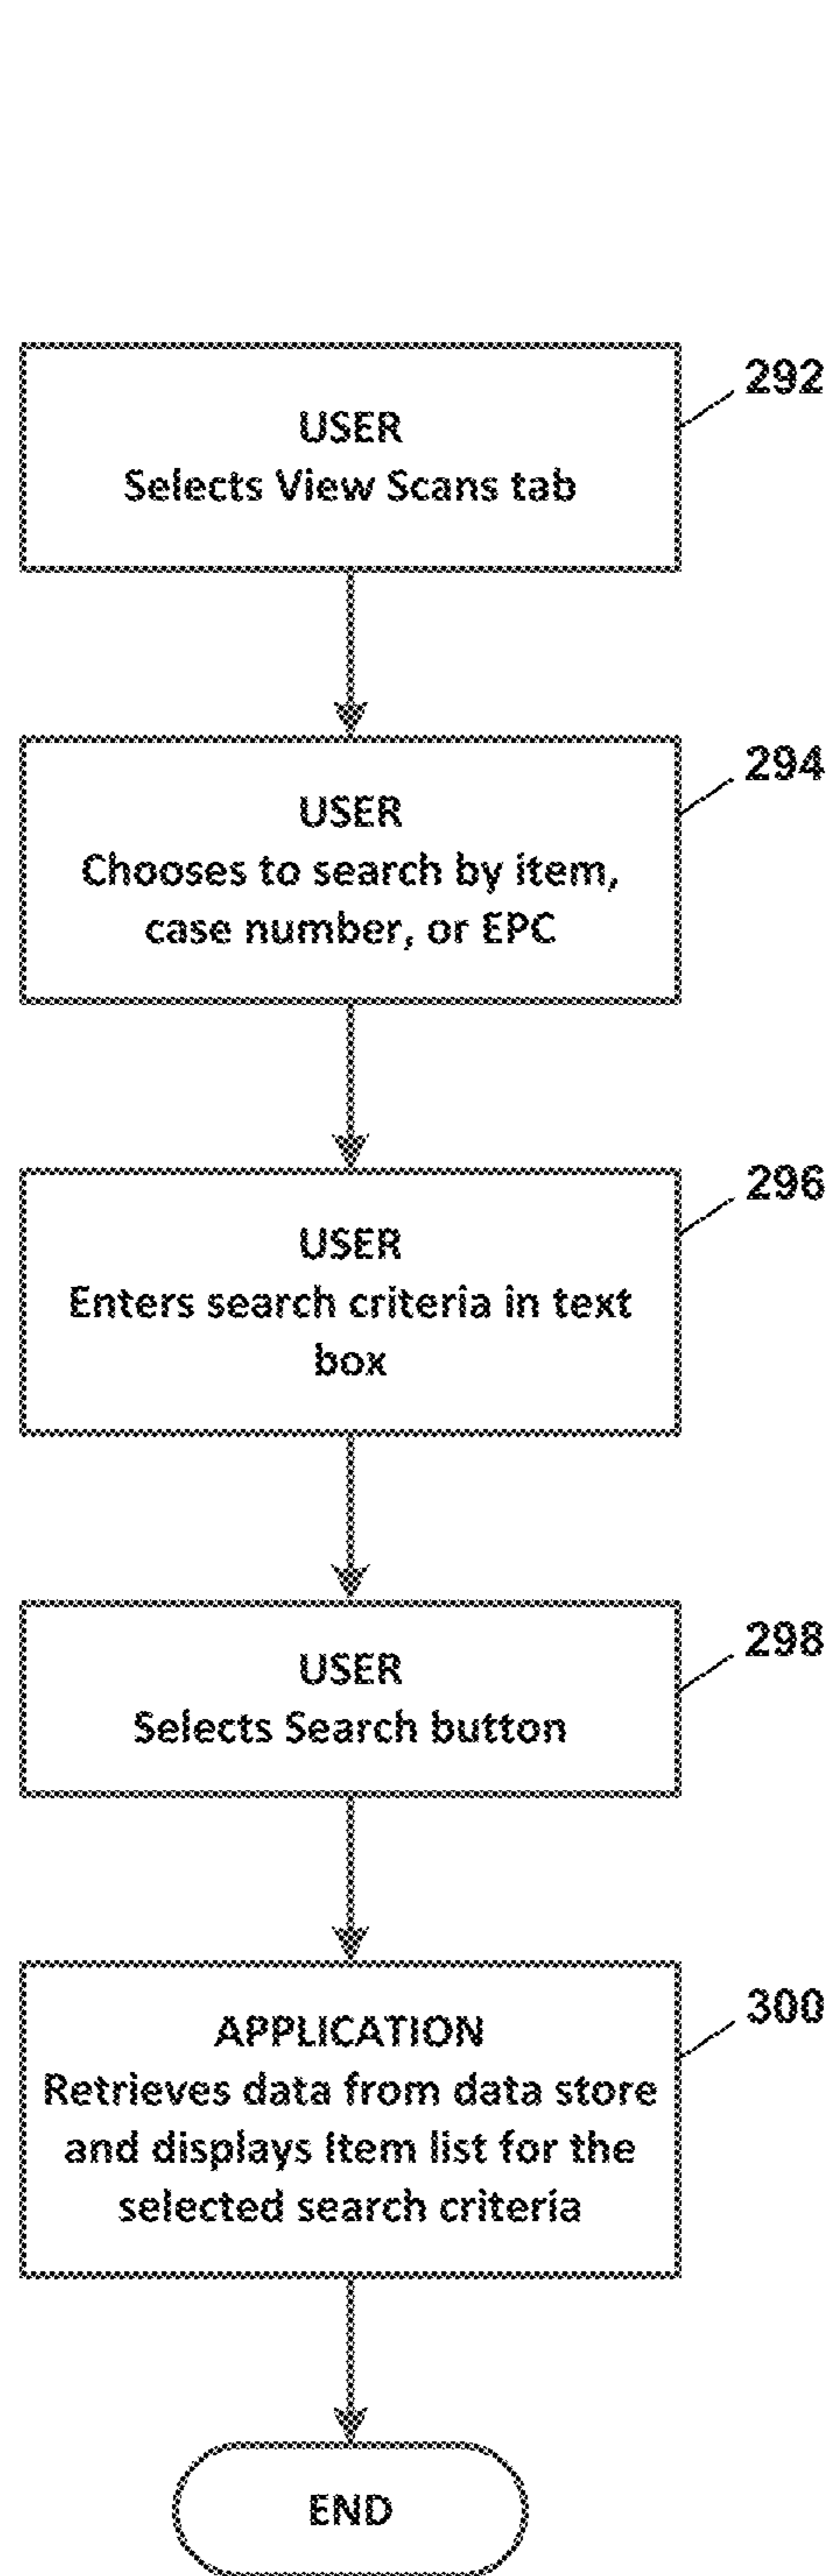 292
USER
Selects View Scans tab
294
USER
Chooses to search by item,
case number, or EPC
296
USER
Enters search criteria in text
box
298
USER
Selects Search button
300
APPLICATION
Retrieves data from data store
and displays Item list for the
selected search criteria
END